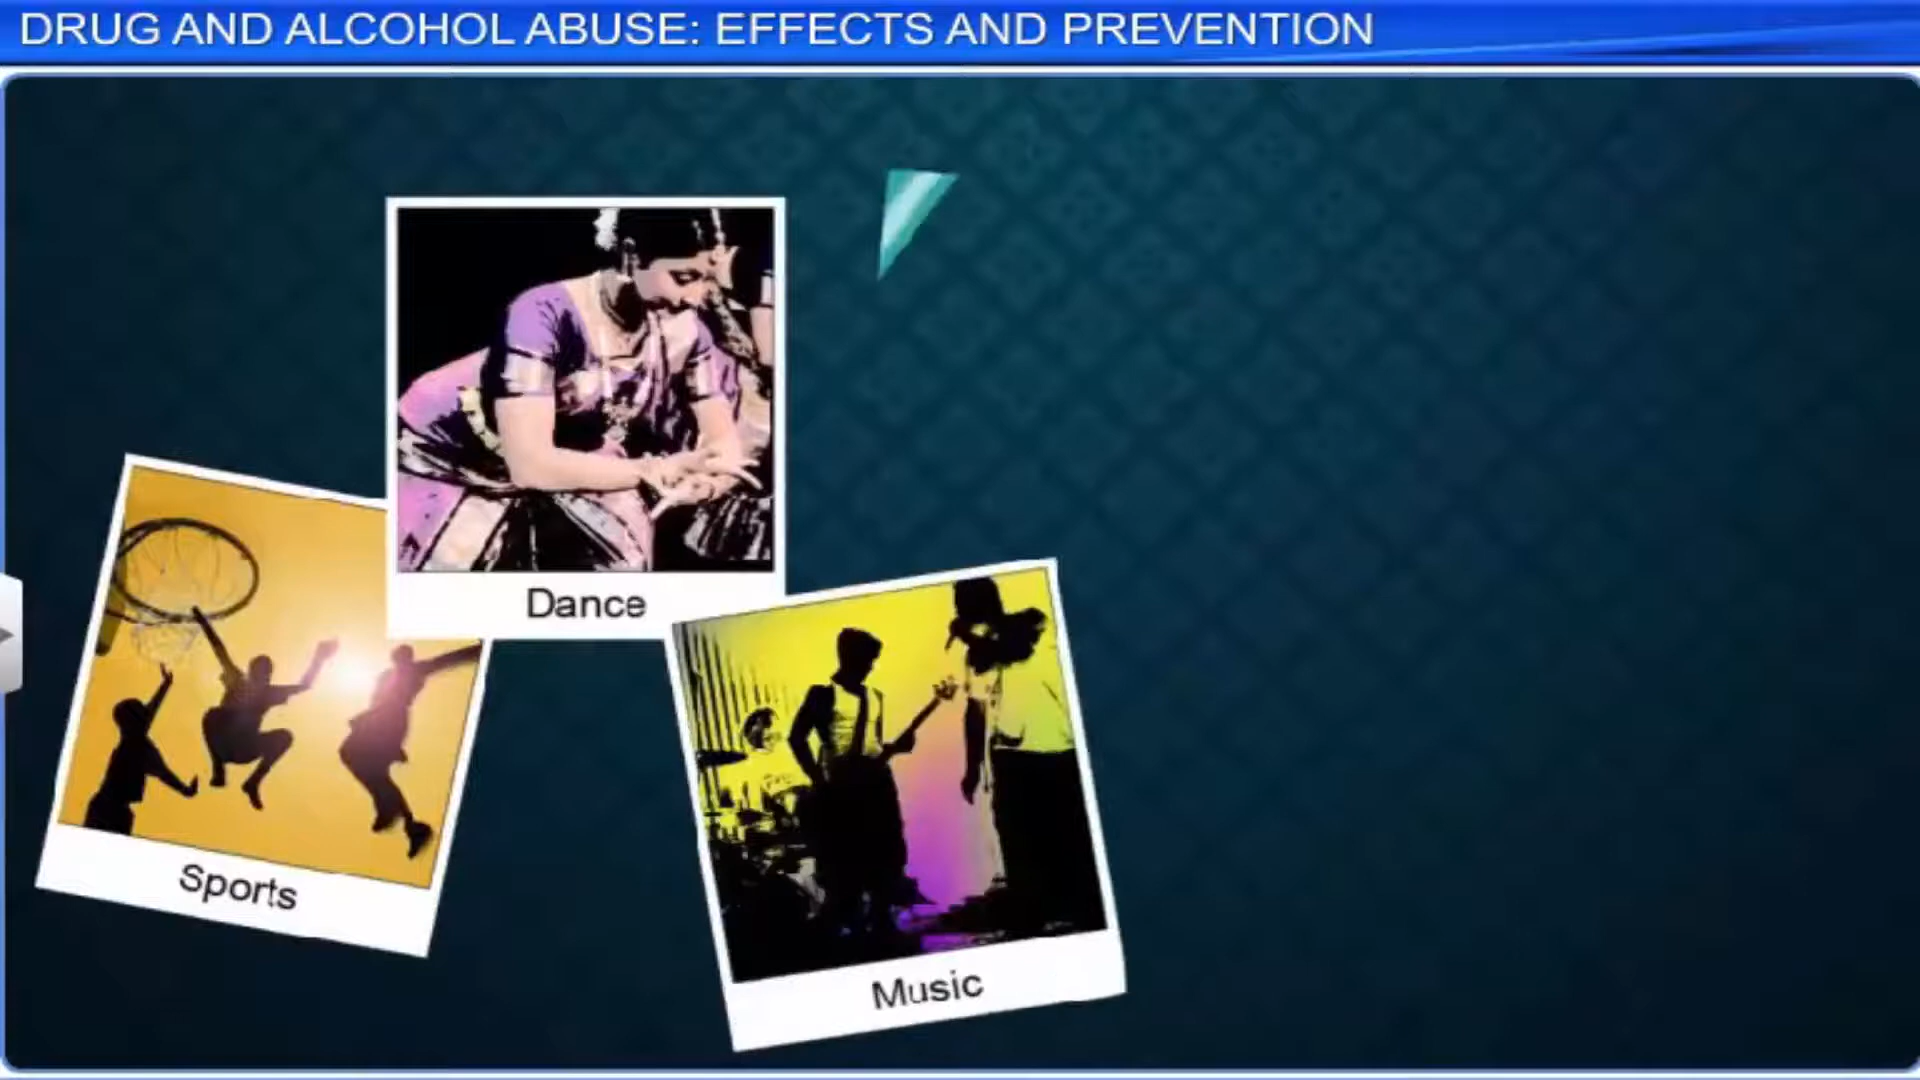 DRUG AND ALCOHOL ABUSE: EFFECTS AND PREVENTION
Dance
Sports
Music